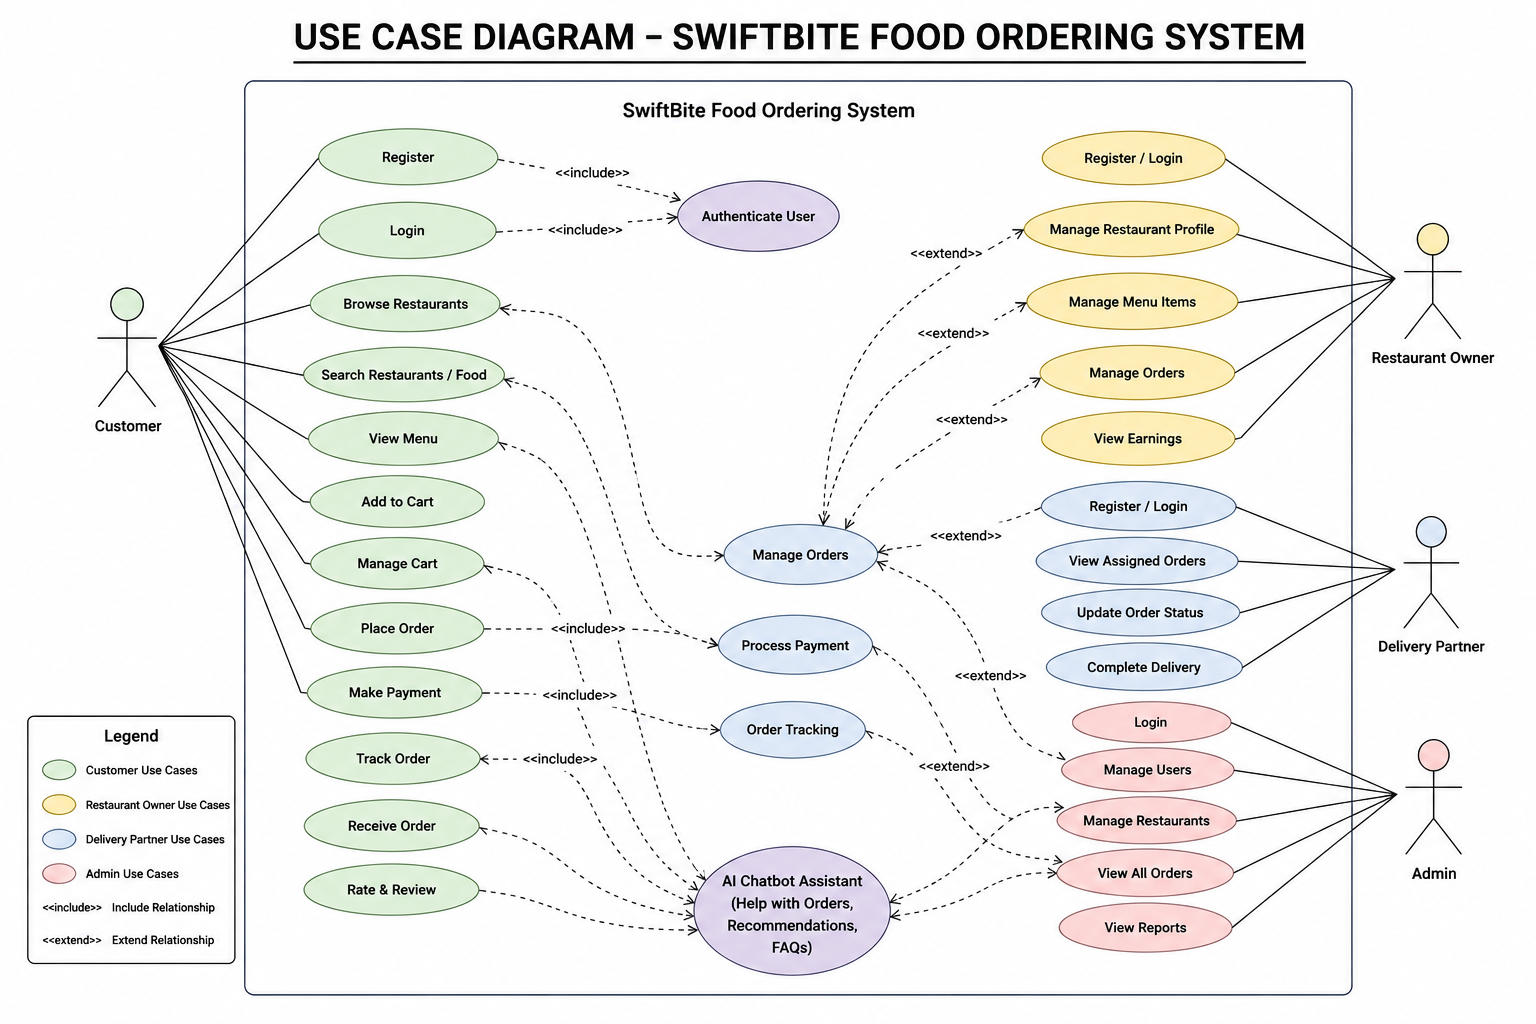 USE CASE DIAGRAM – SWIFTBITE FOOD ORDERING SYSTEM
SwiftBite Food Ordering System
Customer
Register
Login
Browse Restaurants
Search Restaurants / Food
View Menu
Add to Cart
Manage Cart
Place Order
Make Payment
Track Order
Receive Order
Rate & Review
<<include>>
<<include>>
<<include>>
<<include>>
<<include>>
Authenticate User
Manage Orders
Process Payment
Order Tracking
AI Chatbot Assistant
(Help with Orders,
Recommendations,
FAQs)
<<extend>>
<<extend>>
<<extend>>
<<extend>>
<<extend>>
<<extend>>
Register / Login
Manage Restaurant Profile
Manage Menu Items
Manage Orders
View Earnings
Restaurant Owner
Register / Login
View Assigned Orders
Update Order Status
Complete Delivery
Delivery Partner
Login
Manage Users
Manage Restaurants
View All Orders
View Reports
Admin
Legend
Customer Use Cases
Restaurant Owner Use Cases
Delivery Partner Use Cases
Admin Use Cases
<<include>> Include Relationship
<<extend>> Extend Relationship